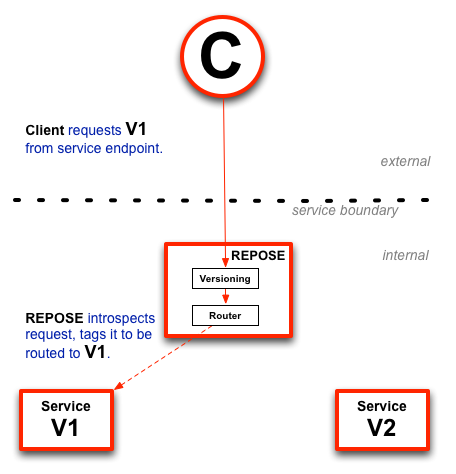 C
Client requests V1
from service endpoint.
external
service boundary
internal
REPOSE
Versioning
Router
REPOSE introspects
request, tags it to be
routed to V1.
Service
V1
Service
V2